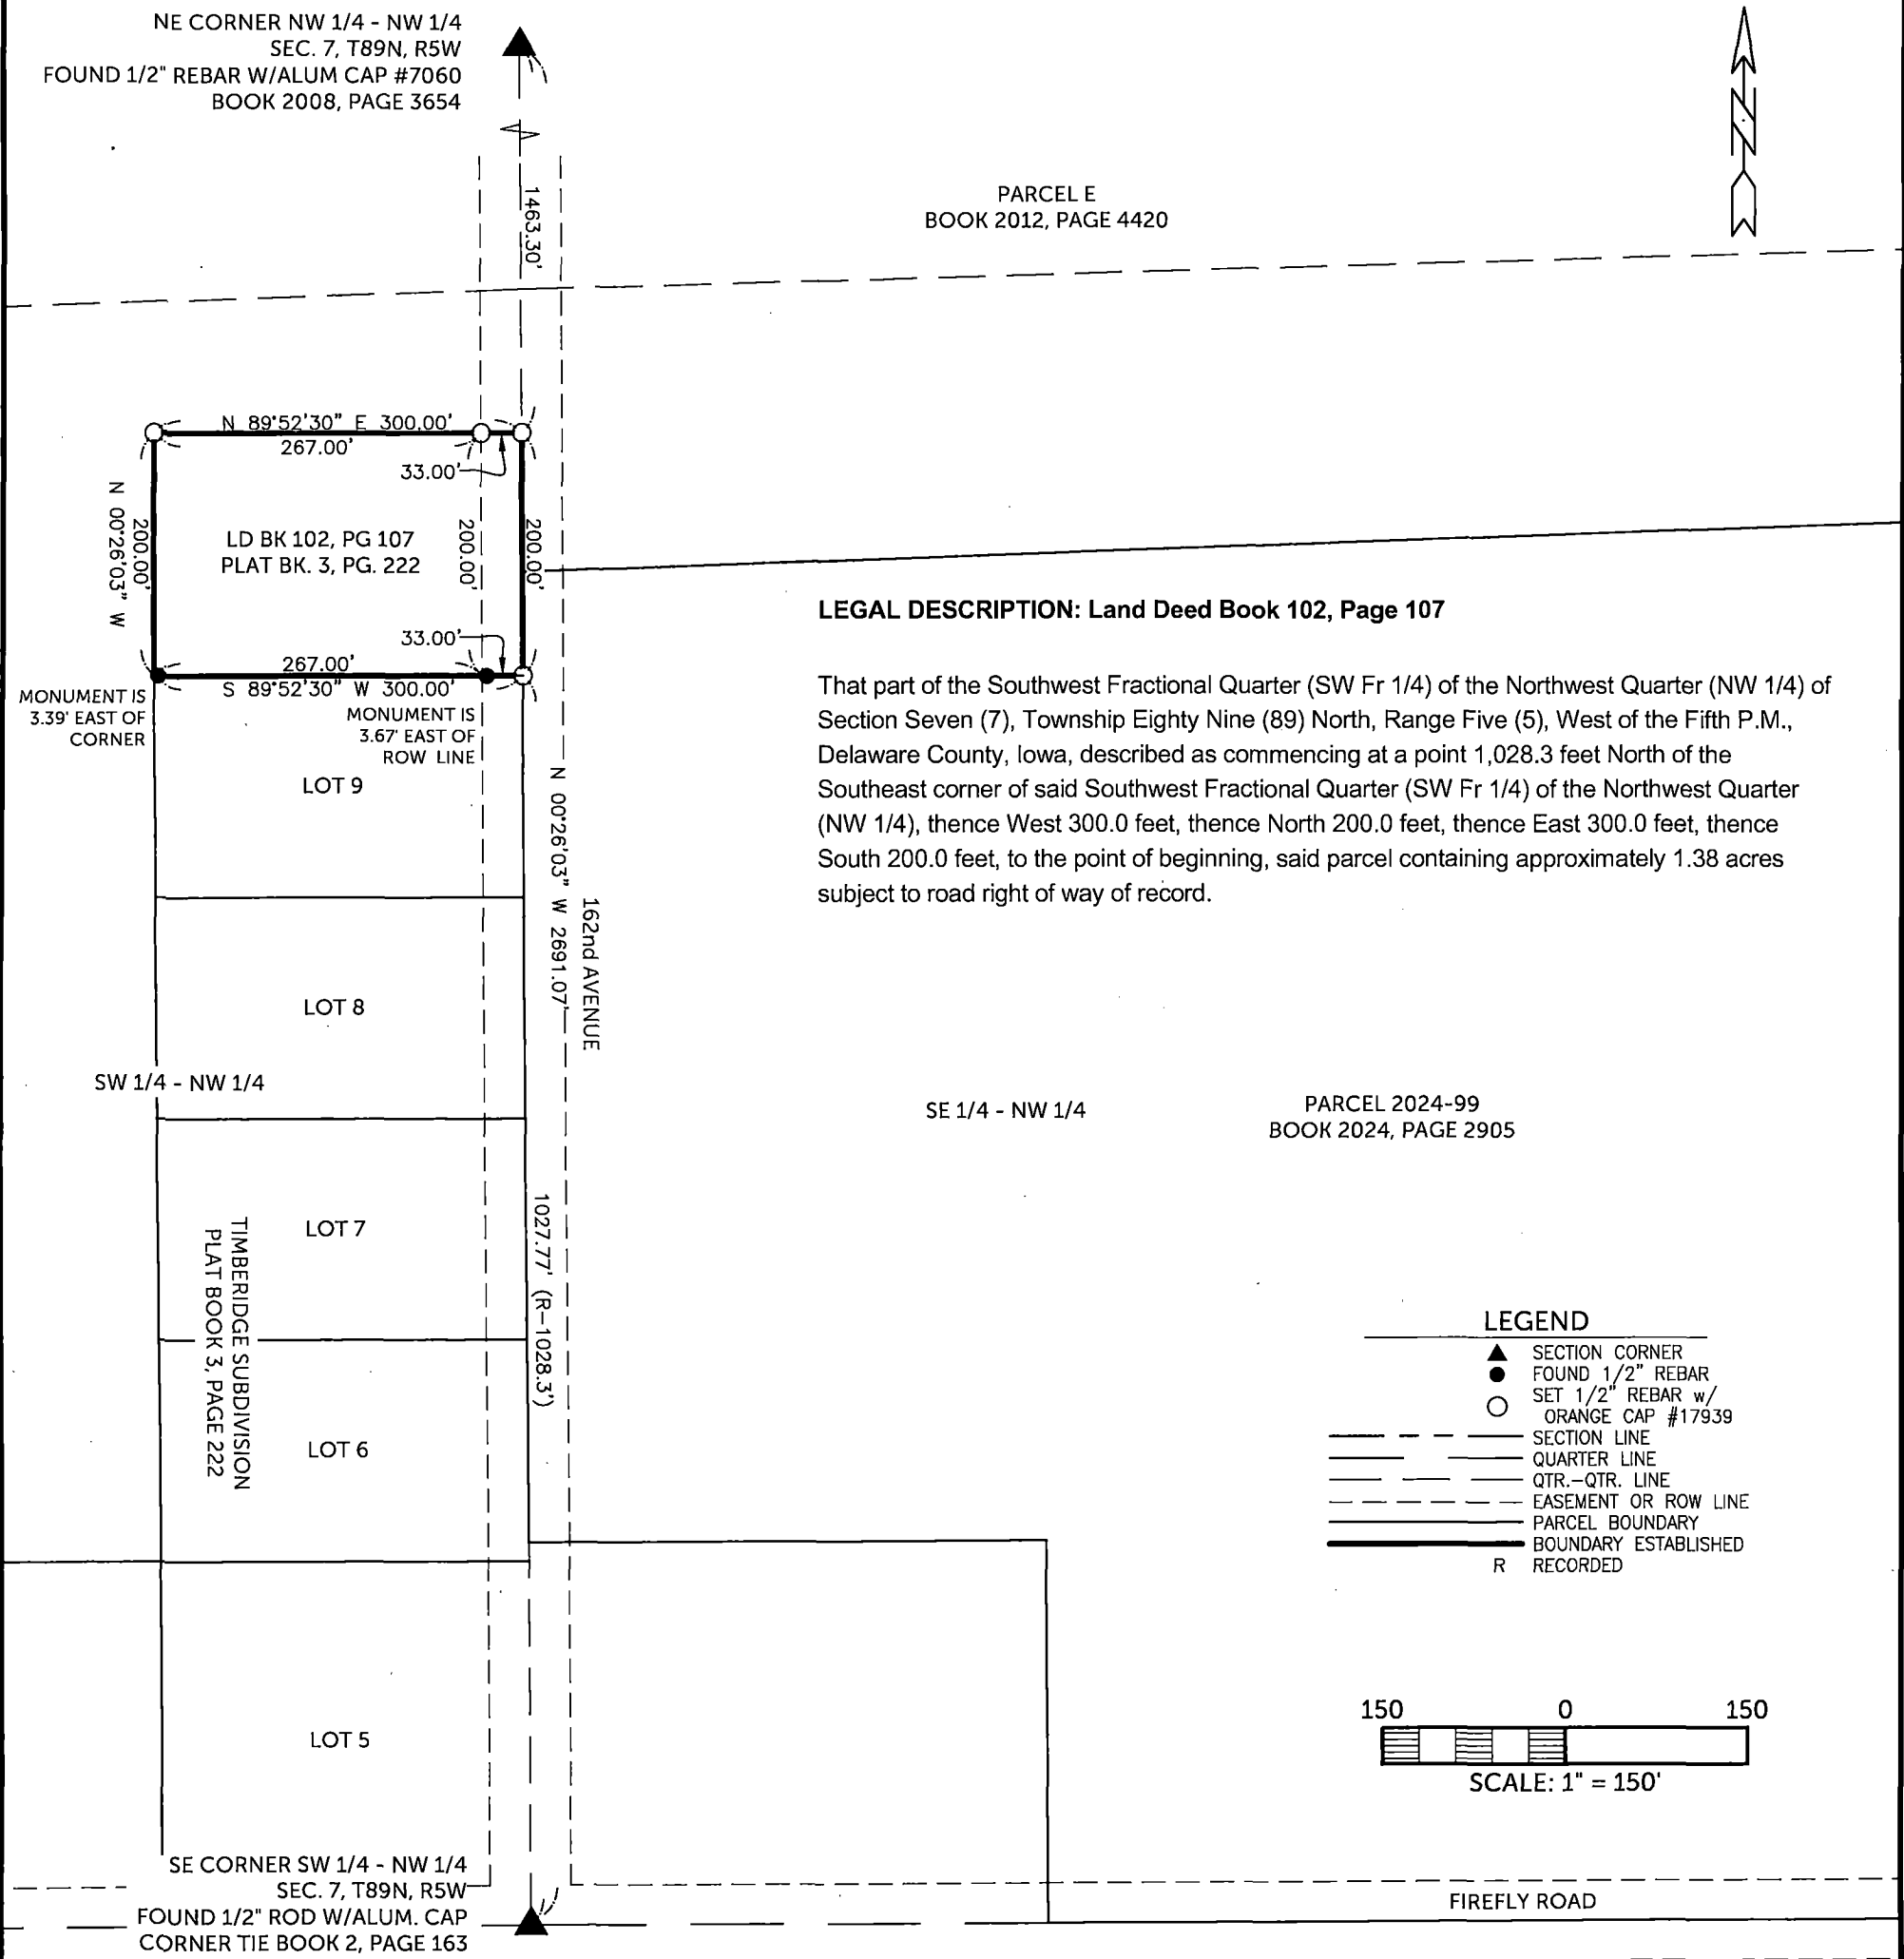 NE CORNER NW 1/4 - NW 1/4
SEC. 7, T89N, R5W
FOUND 1/2" REBAR W/ALUM CAP #7060
BOOK 2008, PAGE 3654
N
1463.30'
PARCEL E
BOOK 2012, PAGE 4420
N 89°52'30" E 300.00'
267.00'
33.00'
N 00°26'03" W
200.00'
LD BK 102, PG 107
PLAT BK. 3, PG. 222
200.00'
200.00'
33.00'
267.00'
S 89°52'30" W 300.00'
MONUMENT IS
3.39' EAST OF
CORNER
MONUMENT IS
3.67' EAST OF
ROW LINE
LEGAL DESCRIPTION: Land Deed Book 102, Page 107
That part of the Southwest Fractional Quarter (SW Fr 1/4) of the Northwest Quarter (NW 1/4) of
Section Seven (7), Township Eighty Nine (89) North, Range Five (5), West of the Fifth P.M.,
Delaware County, Iowa, described as commencing at a point 1,028.3 feet North of the
Southeast corner of said Southwest Fractional Quarter (SW Fr 1/4) of the Northwest Quarter
(NW 1/4), thence West 300.0 feet, thence North 200.0 feet, thence East 300.0 feet, thence
South 200.0 feet, to the point of beginning, said parcel containing approximately 1.38 acres
subject to road right of way of record.
LOT 9
N 00°26'03" W 2691.07'
162nd AVENUE
LOT 8
SW 1/4 - NW 1/4
SE 1/4 - NW 1/4
PARCEL 2024-99
BOOK 2024, PAGE 2905
LOT 7
1027.77' (R-1028.3')
TIMBERIDGE SUBDIVISION
PLAT BOOK 3, PAGE 222
LOT 6
LEGEND
SECTION CORNER
FOUND 1/2" REBAR
SET 1/2" REBAR w/
ORANGE CAP #17939
SECTION LINE
QUARTER LINE
QTR.-QTR. LINE
EASEMENT OR ROW LINE
PARCEL BOUNDARY
BOUNDARY ESTABLISHED
R RECORDED
LOT 5
150 0 150
SCALE: 1" = 150'
SE CORNER SW 1/4 - NW 1/4
SEC. 7, T89N, R5W
FOUND 1/2" ROD W/ALUM. CAP
CORNER TIE BOOK 2, PAGE 163
FIREFLY ROAD